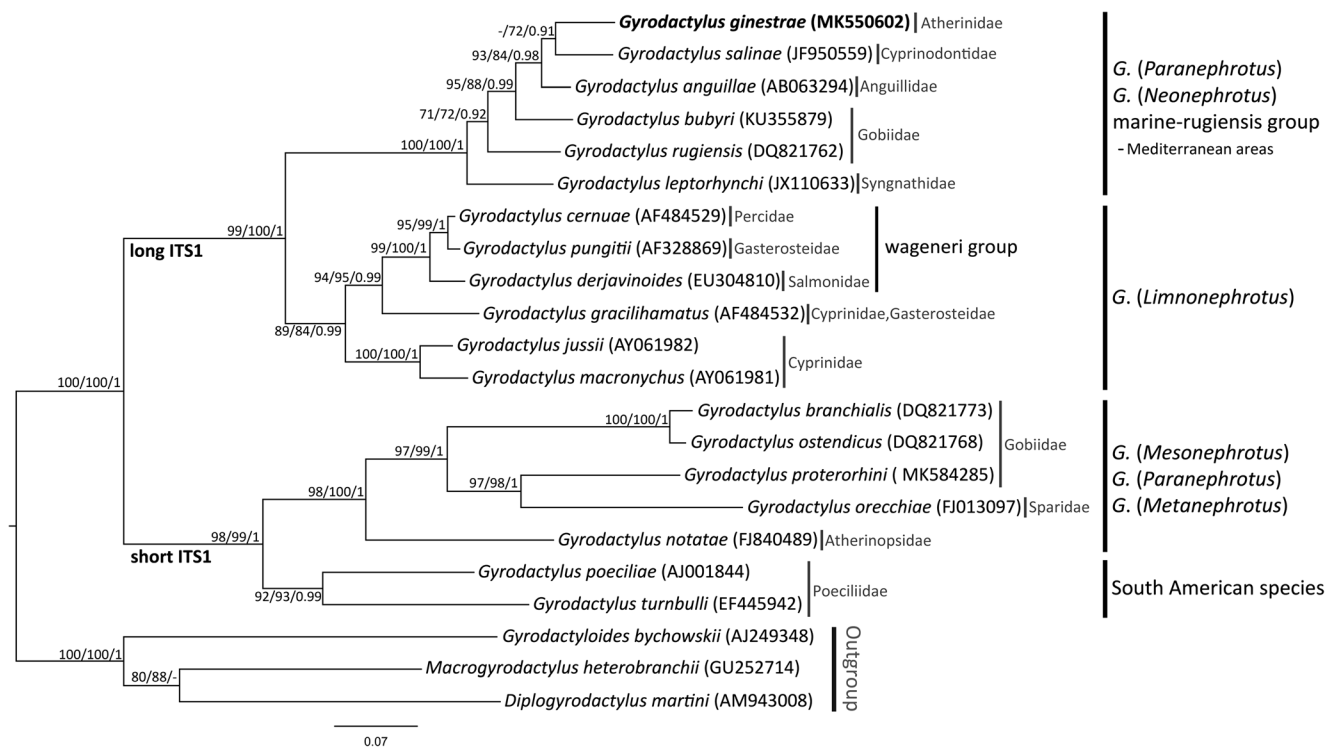 -/72/0.91
Gyrodactylus ginestrae (MK550602) Atherinidae
93/84/0.98
Gyrodactylus salinae (JF950559) Cyprinodontidae
95/88/0.99
Gyrodactylus anguillae (AB063294) Anguillidae
71/72/0.92
Gyrodactylus bubyri (KU355879)
Gobiidae
100/100/1
Gyrodactylus rugiensis (DQ821762)
Gyrodactylus leptorhynchi (JX110633) Syngnathidae
G. (Paranephrotus)
G. (Neonephrotus)
marine-rugiensis group
- Mediterranean areas
99/100/1
long ITS1
95/99/1
Gyrodactylus cernuae (AF484529) Percidae
99/100/1
Gyrodactylus pungitii (AF328869) Gasterosteidae
wageneri group
94/95/0.99
Gyrodactylus derjavinoides (EU304810) Salmonidae
Gyrodactylus gracilihamatus (AF484532) Cyprinidae,Gasterosteidae
89/84/0.99
100/100/1
Gyrodactylus jussii (AY061982)
Cyprinidae
Gyrodactylus macronychus (AY061981)
G. (Limnonephrotus)
100/100/1
100/100/1
Gyrodactylus branchialis (DQ821773)
Gyrodactylus ostendicus (DQ821768)
Gobiidae
97/99/1
Gyrodactylus proterorhini ( MK584285)
97/98/1
Gyrodactylus orecchiae (FJ013097) Sparidae
98/100/1
Gyrodactylus notatae (FJ840489) Atherinopsidae
G. (Mesonephrotus)
G. (Paranephrotus)
G. (Metanephrotus)
98/99/1
short ITS1
Gyrodactylus poeciliae (AJ001844)
Poeciliidae
92/93/0.99
Gyrodactylus turnbulli (EF445942)
South American species
Gyrodactyloides bychowskii (AJ249348)
100/100/1
Macrogyrodactylus heterobranchii (GU252714)
80/88/-
Diplogyrodactylus martini (AM943008)
Outgroup
0.07